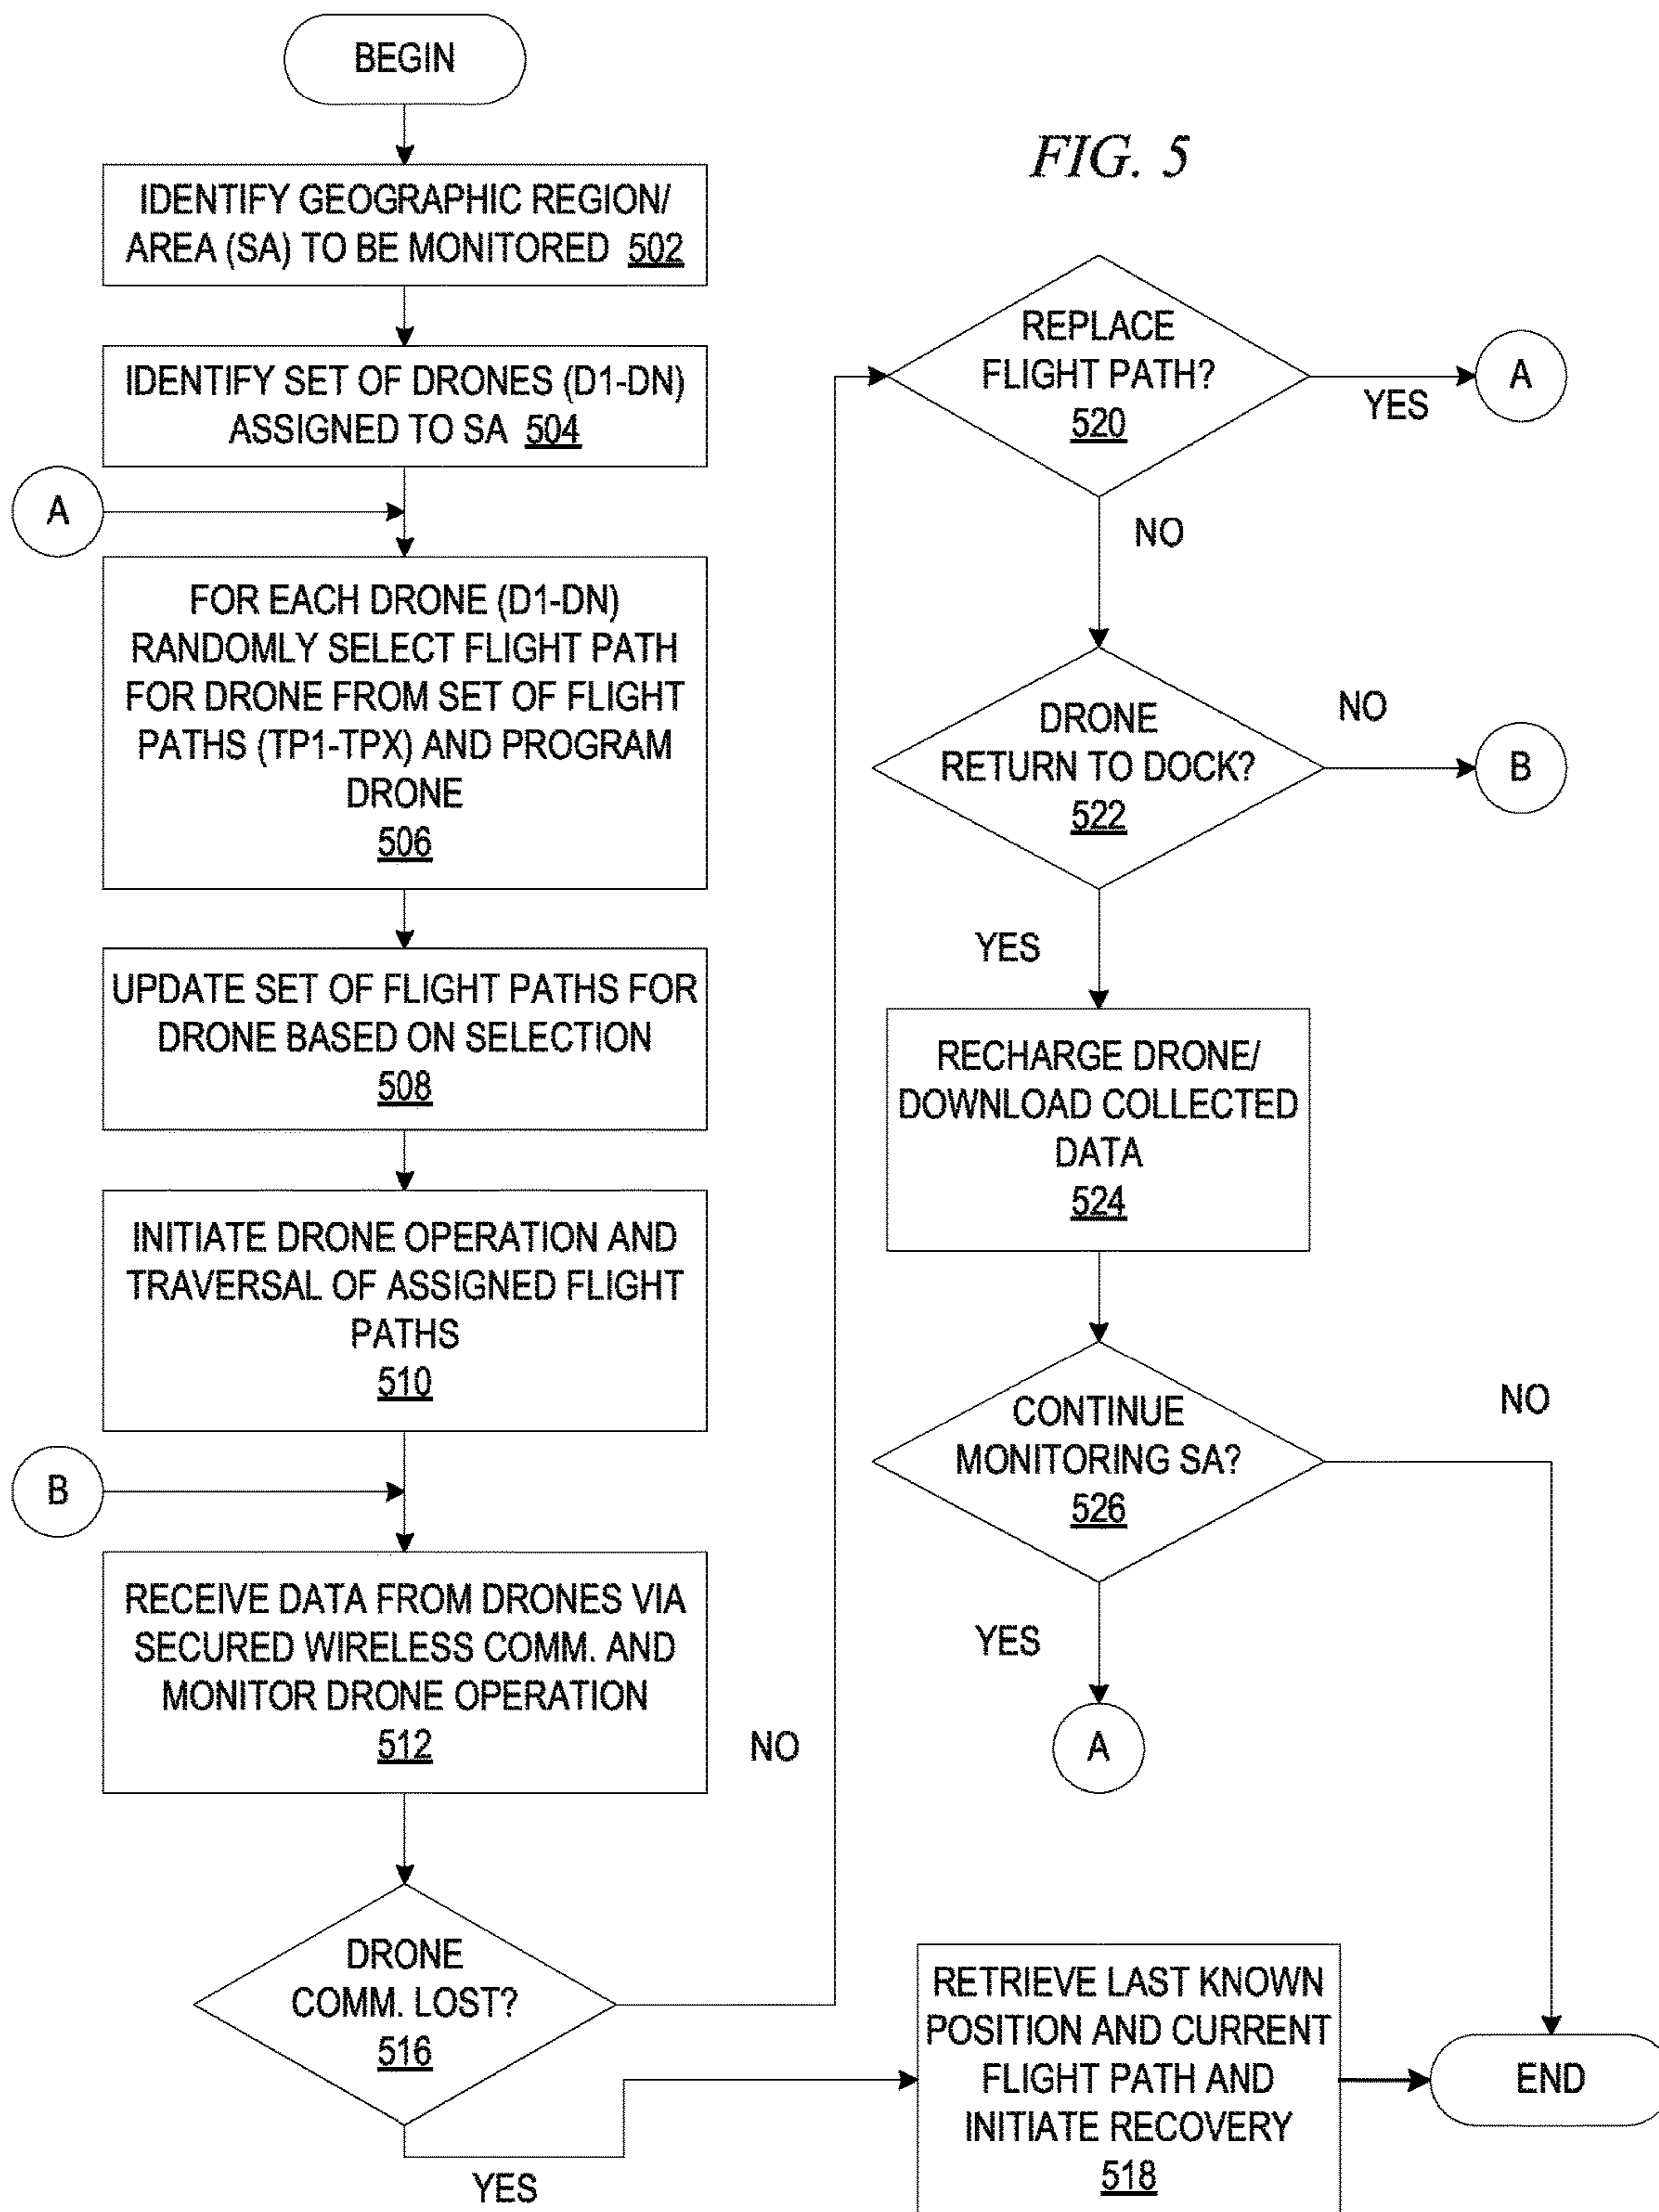 BEGIN
FIG. 5
IDENTIFY GEOGRAPHIC REGION/
AREA (SA) TO BE MONITORED 502
IDENTIFY SET OF DRONES (D1-DN)
ASSIGNED TO SA 504
A
FOR EACH DRONE (D1-DN)
RANDOMLY SELECT FLIGHT PATH
FOR DRONE FROM SET OF FLIGHT
PATHS (TP1-TPX) AND PROGRAM
DRONE
506
UPDATE SET OF FLIGHT PATHS FOR
DRONE BASED ON SELECTION
508
INITIATE DRONE OPERATION AND
TRAVERSAL OF ASSIGNED FLIGHT
PATHS
510
B
RECEIVE DATA FROM DRONES VIA
SECURED WIRELESS COMM. AND
MONITOR DRONE OPERATION
512
DRONE
COMM. LOST?
516
NO
YES
REPLACE
FLIGHT PATH?
520
YES
A
NO
DRONE
RETURN TO DOCK?
522
NO
B
YES
RECHARGE DRONE/
DOWNLOAD COLLECTED
DATA
524
CONTINUE
MONITORING SA?
526
NO
YES
A
RETRIEVE LAST KNOWN
POSITION AND CURRENT
FLIGHT PATH AND
INITIATE RECOVERY
518
END